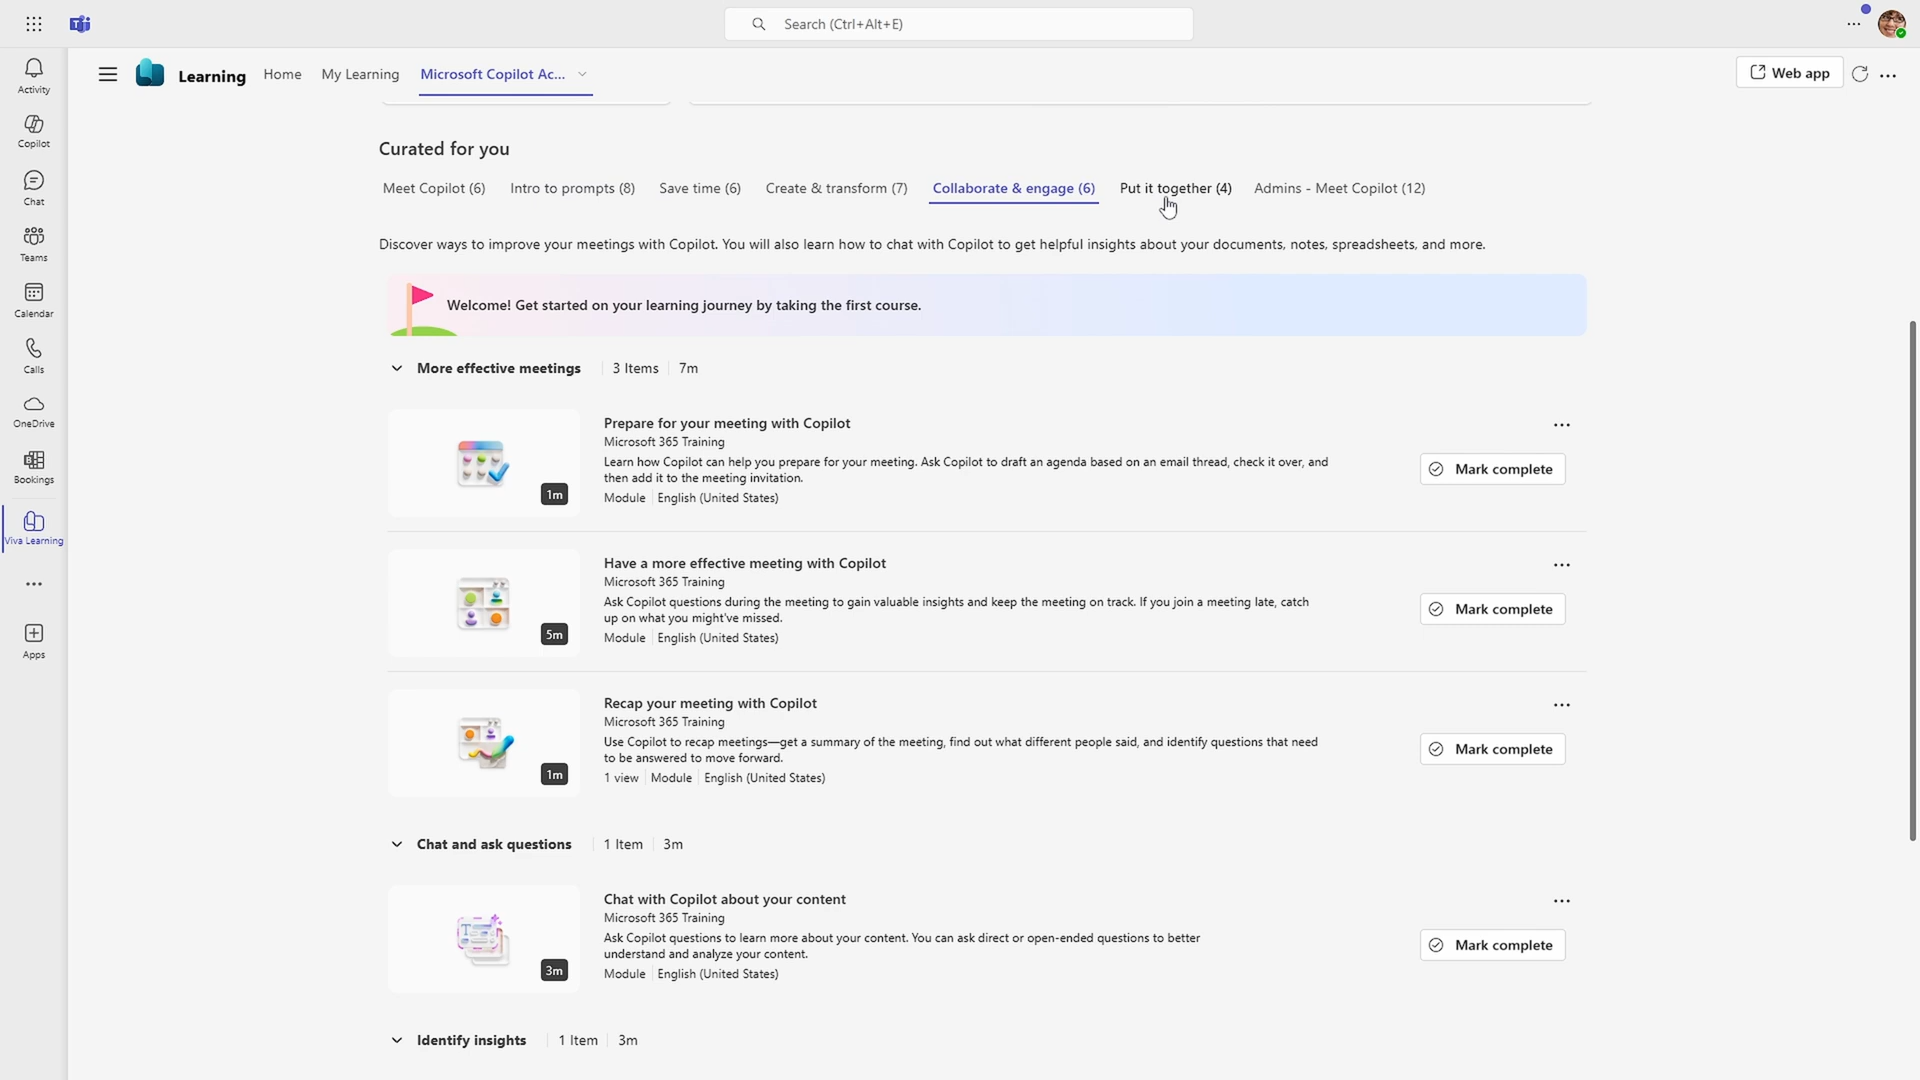 Search (Ctrl+Alt+E)
Activity
Copilot
Chat
Teams
Calendar
Calls
OneDrive
Bookings
Viva Learning
Apps
Learning
Home
My Learning
Microsoft Copilot Ac...
Web app
Curated for you
Meet Copilot (6)
Intro to prompts (8)
Save time (6)
Create & transform (7)
Collaborate & engage (6)
Put it together (4)
Admins - Meet Copilot (12)
Discover ways to improve your meetings with Copilot. You will also learn how to chat with Copilot to get helpful insights about your documents, notes, spreadsheets, and more.
Welcome! Get started on your learning journey by taking the first course.
More effective meetings 3 Items 7m
Prepare for your meeting with Copilot
Microsoft 365 Training
Learn how Copilot can help you prepare for your meeting. Ask Copilot to draft an agenda based on an email thread, check it over, and
then add it to the meeting invitation.
Module English (United States)
1m
Mark complete
Have a more effective meeting with Copilot
Microsoft 365 Training
Ask Copilot questions during the meeting to gain valuable insights and keep the meeting on track. If you join a meeting late, catch
up on what you might've missed.
Module English (United States)
5m
Mark complete
Recap your meeting with Copilot
Microsoft 365 Training
Use Copilot to recap meetings—get a summary of the meeting, find out what different people said, and identify questions that need
to be answered to move forward.
1 view Module English (United States)
1m
Mark complete
Chat and ask questions 1 Item 3m
Chat with Copilot about your content
Microsoft 365 Training
Ask Copilot questions to learn more about your content. You can ask direct or open-ended questions to better
understand and analyze your content.
Module English (United States)
3m
Mark complete
Identify insights 1 Item 3m